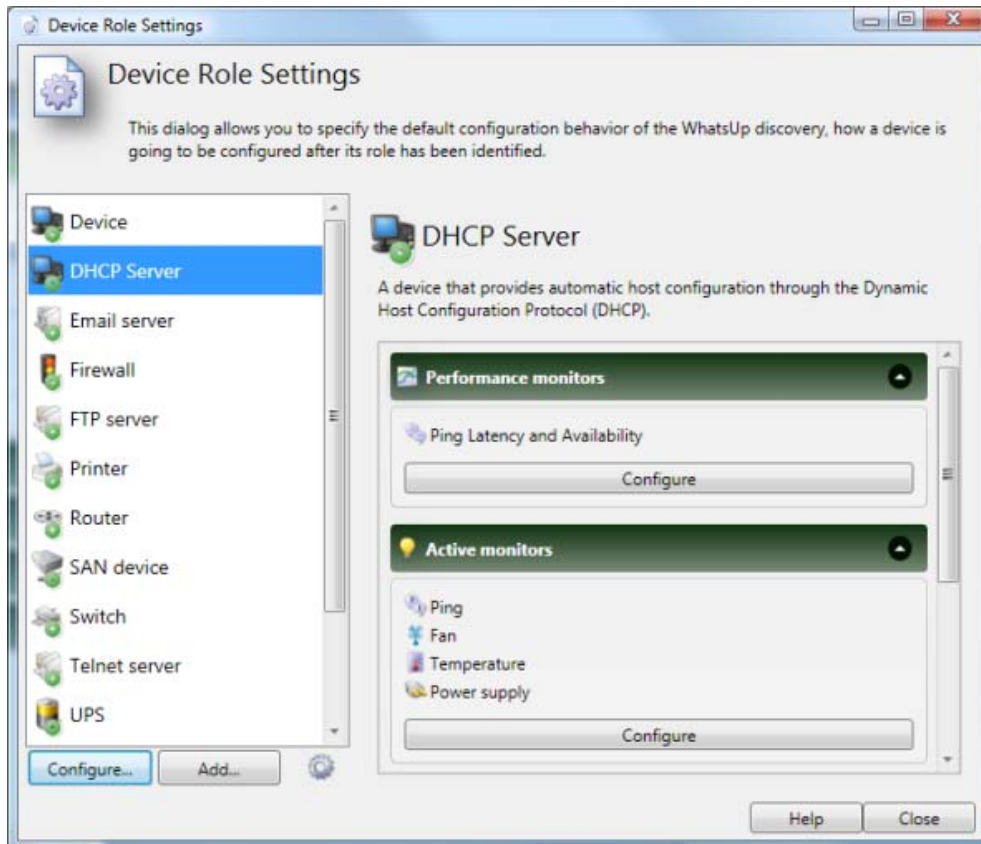 Device Role Settings
Device Role Settings
This dialog allows you to specify the default configuration behavior of the WhatsUp discovery, how a device is
going to be configured after its role has been identified.
Device
DHCP Server
Email server
Firewall
FTP server
Printer
Router
SAN device
Switch
Telnet server
UPS
Configure...
Add...
DHCP Server
A device that provides automatic host configuration through the Dynamic
Host Configuration Protocol (DHCP).
Performance monitors
Ping Latency and Availability
Configure
Active monitors
Ping
Fan
Temperature
Power supply
Configure
Help
Close